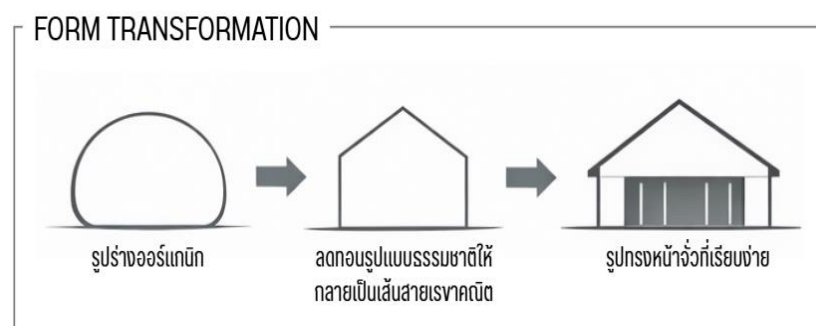 FORM TRANSFORMATION
รูปร่างออร์แกนิก
ลดทอนรูปแบบธรรมชาติให้
กลายเป็นเส้นสายเรขาคณิต
รูปทรงหน้าจั่วที่เรียบง่าย